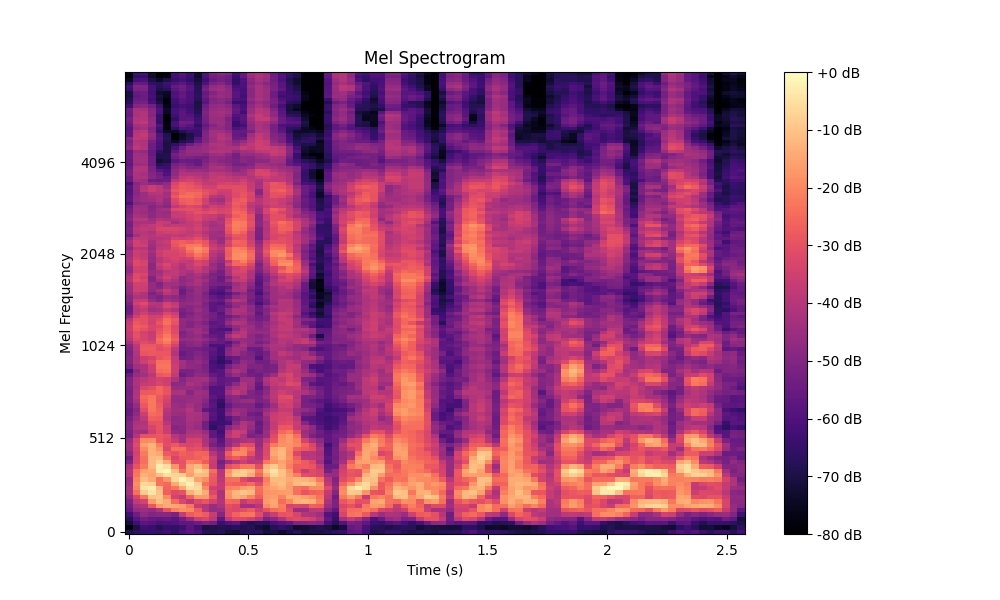 Mel Spectrogram
Mel Frequency
4096
2048
1024
512
0
0
0.5
1
1.5
2
2.5
Time (s)
+0 dB
-10 dB
-20 dB
-30 dB
-40 dB
-50 dB
-60 dB
-70 dB
-80 dB